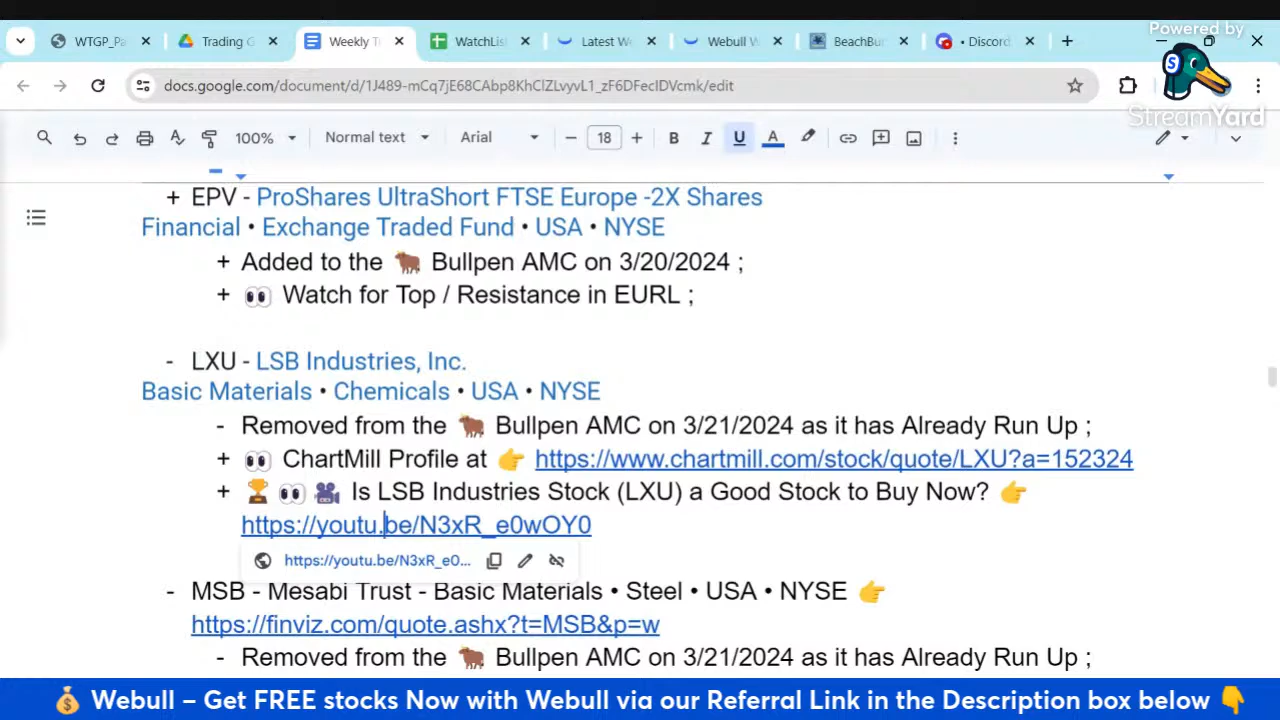 Powered by
StreamYard
WTGP_Pa
Trading G
Weekly T
WatchLis
Latest We
Webull W
BeachBu
• Discord
docs.google.com/document/d/1J489-mCq7jE68CAbp8KhClZLvyvL1_zF6DFecIDVcmk/edit
100% Normal text Arial 18 B I U A
+ EPV - ProShares UltraShort FTSE Europe -2X Shares
Financial • Exchange Traded Fund • USA • NYSE
+ Added to the 🐂 Bullpen AMC on 3/20/2024 ;
+ 👀 Watch for Top / Resistance in EURL ;
- LXU - LSB Industries, Inc.
Basic Materials • Chemicals • USA • NYSE
- Removed from the 🐂 Bullpen AMC on 3/21/2024 as it has Already Run Up ;
+ 👀 ChartMill Profile at 👉 https://www.chartmill.com/stock/quote/LXU?a=152324
+ 🏆 👀 🎥 Is LSB Industries Stock (LXU) a Good Stock to Buy Now? 👉
https://youtu.be/N3xR_e0wOY0
https://youtu.be/N3xR_e0...
- MSB - Mesabi Trust - Basic Materials • Steel • USA • NYSE 👉
https://finviz.com/quote.ashx?t=MSB&p=w
- Removed from the 🐂 Bullpen AMC on 3/21/2024 as it has Already Run Up ;
💰 Webull – Get FREE stocks Now with Webull via our Referral Link in the Description box below 👇